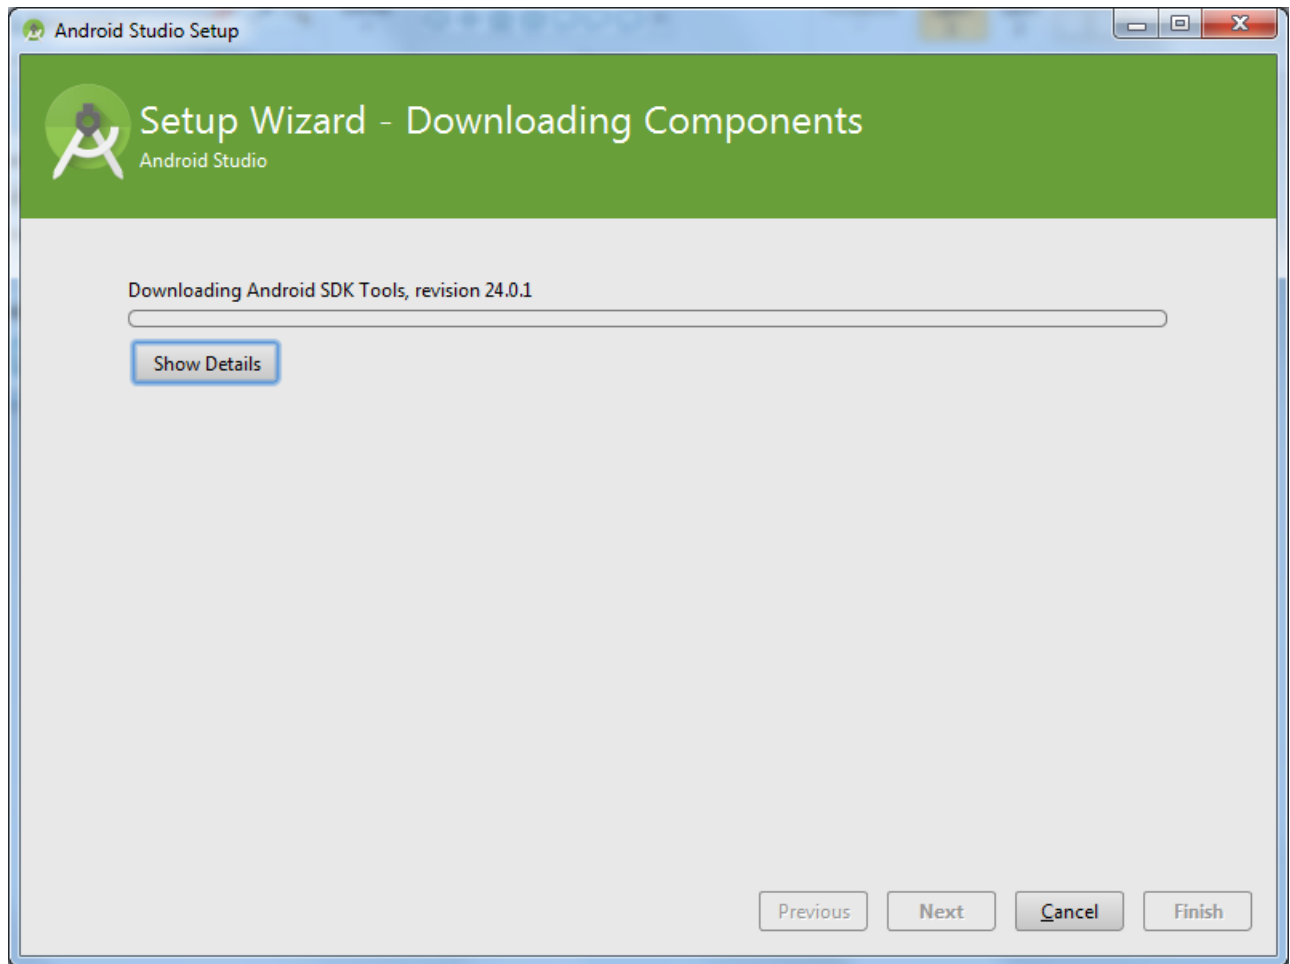 Android Studio Setup
Setup Wizard - Downloading Components
Android Studio
Downloading Android SDK Tools, revision 24.0.1
Show Details
Previous Next Cancel Finish